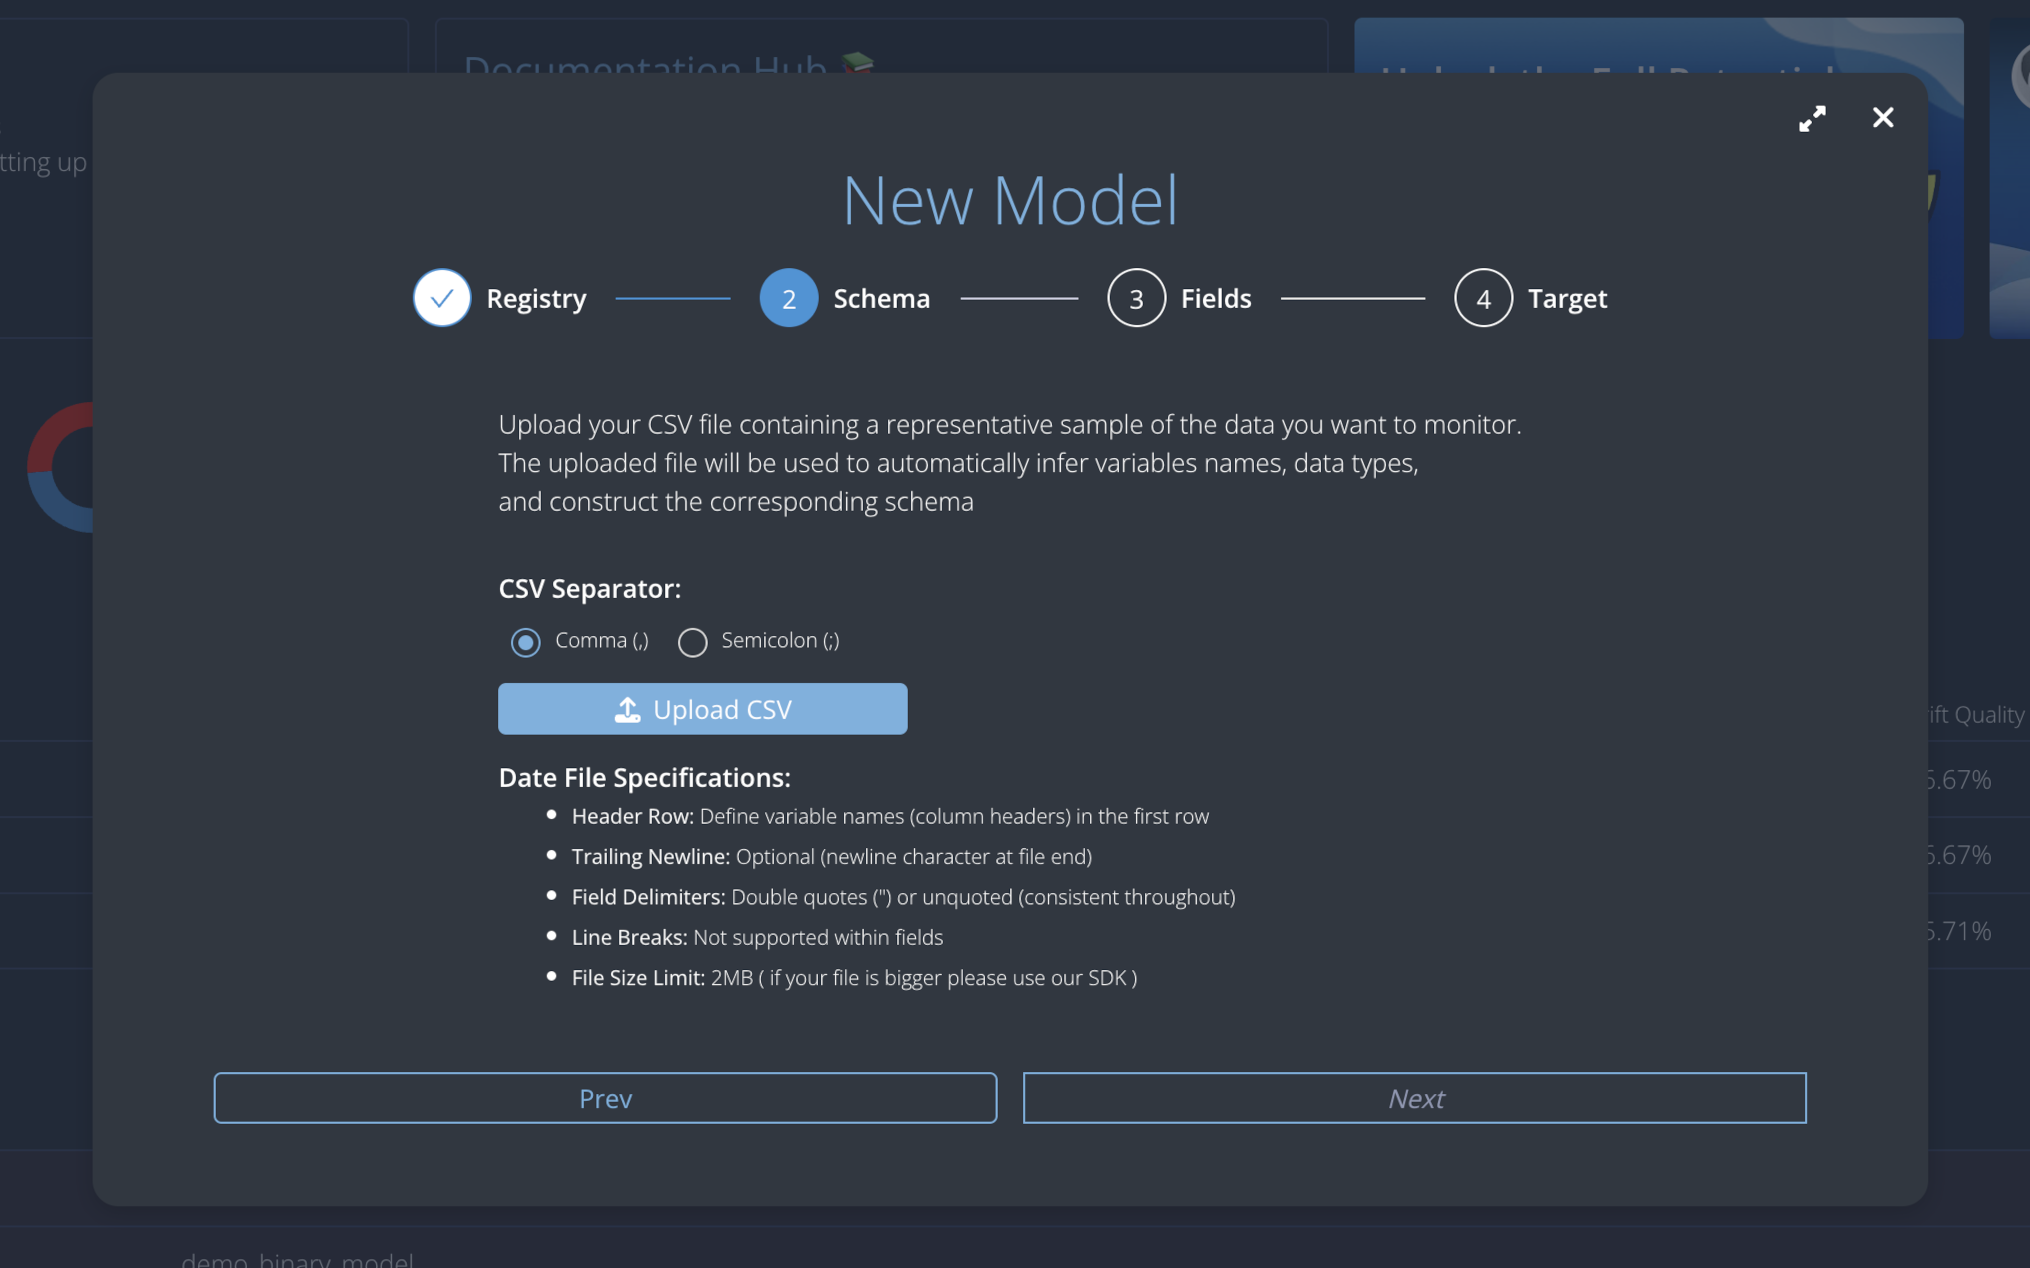 Documentation Hub
tting up
New Model
Registry
2 Schema
3 Fields
4 Target
Upload your CSV file containing a representative sample of the data you want to monitor.
The uploaded file will be used to automatically infer variables names, data types,
and construct the corresponding schema
CSV Separator:
Comma (,) Semicolon (;)
Upload CSV
ift Quality
Date File Specifications:
.67%
Header Row: Define variable names (column headers) in the first row
Trailing Newline: Optional (newline character at file end)
.67%
Field Delimiters: Double quotes (") or unquoted (consistent throughout)
Line Breaks: Not supported within fields
.71%
File Size Limit: 2MB ( if your file is bigger please use our SDK )
Prev
Next
demo_binary_model